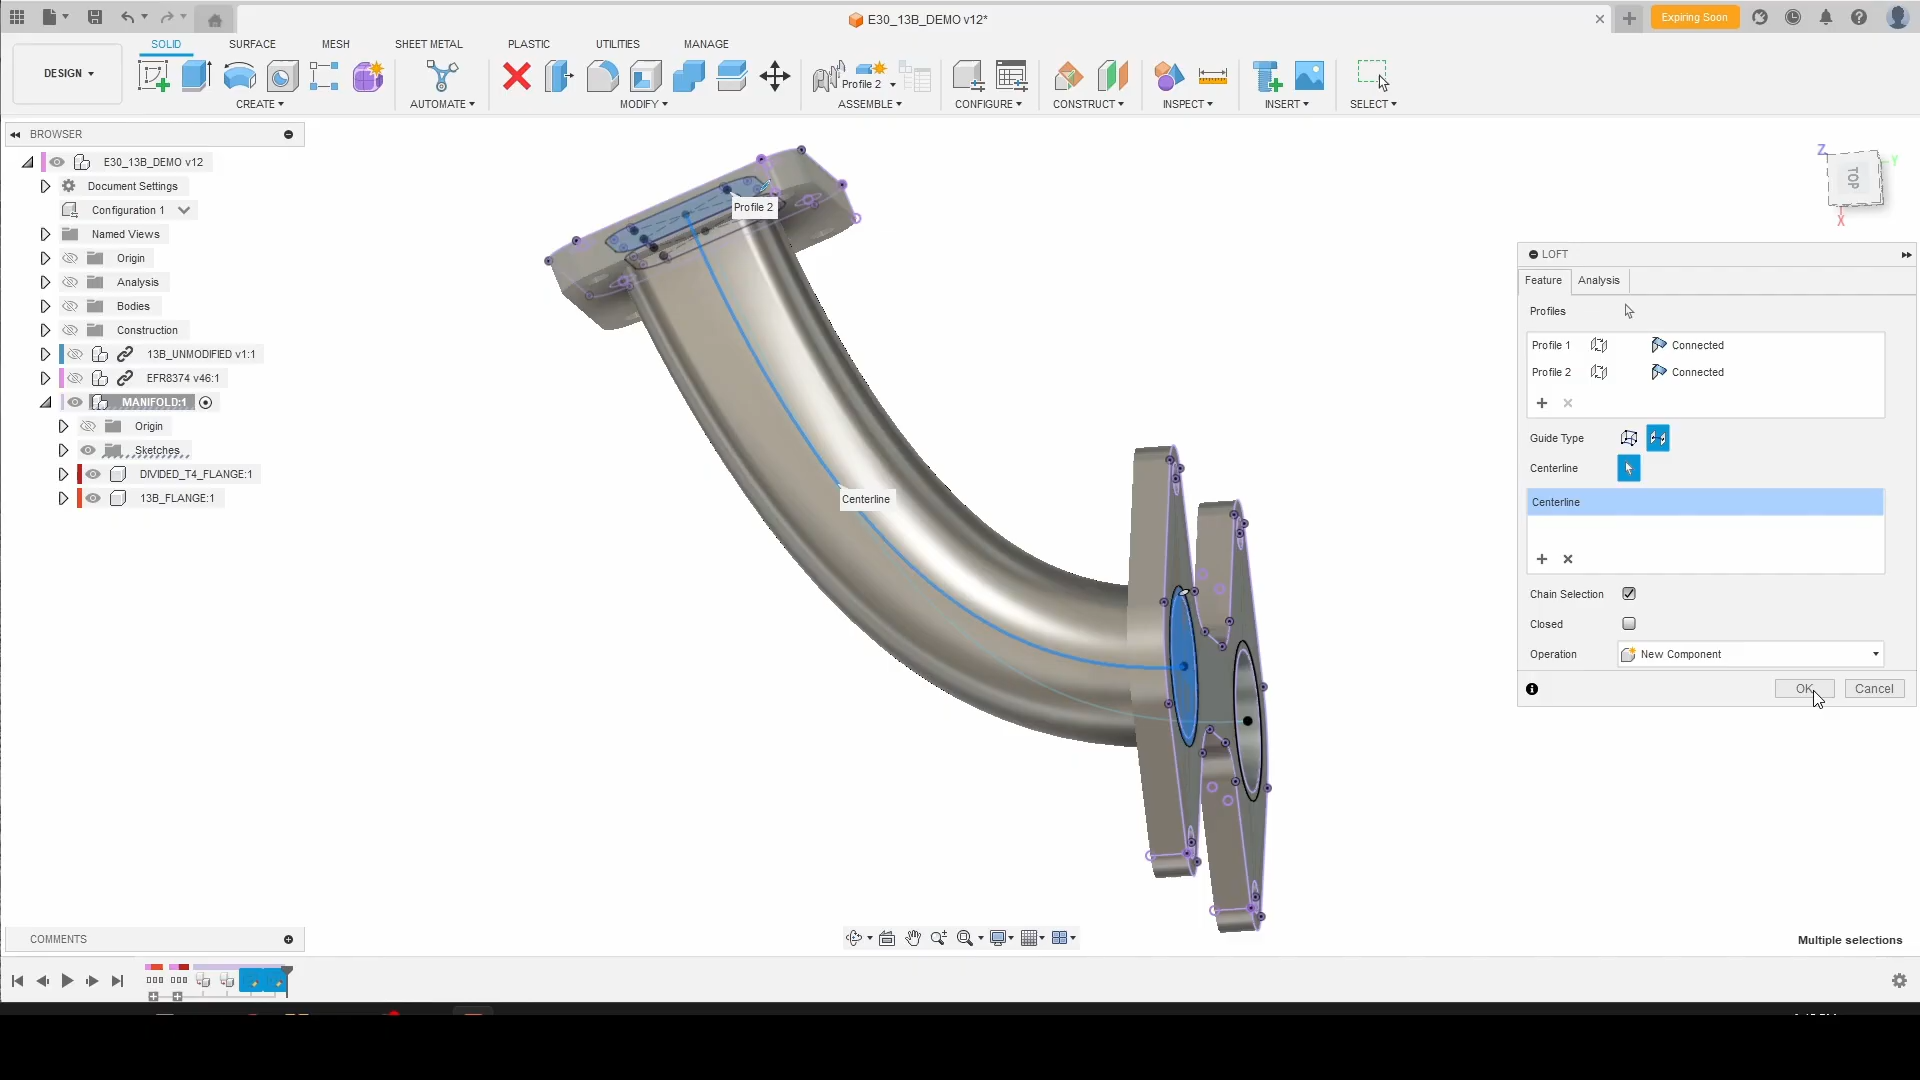 E30_13B_DEMO v12*
Expiring Soon
SOLID
SURFACE
MESH
SHEET METAL
PLASTIC
UTILITIES
MANAGE
DESIGN
Profile 2
CREATE
AUTOMATE
MODIFY
ASSEMBLE
CONFIGURE
CONSTRUCT
INSPECT
INSERT
SELECT
BROWSER
E30_13B_DEMO v12
Document Settings
Configuration 1
Named Views
Origin
Analysis
Bodies
Construction
13B_UNMODIFIED v1:1
EFR8374 v46:1
MANIFOLD:1
Origin
Sketches
DIVIDED_T4_FLANGE:1
13B_FLANGE:1
Profile 2
Centerline
Z
Y
TOP
X
LOFT
Feature
Analysis
Profiles
Profile 1
Connected
Profile 2
Connected
Guide Type
Centerline
Centerline
Chain Selection
Closed
Operation
New Component
OK
Cancel
COMMENTS
Multiple selections